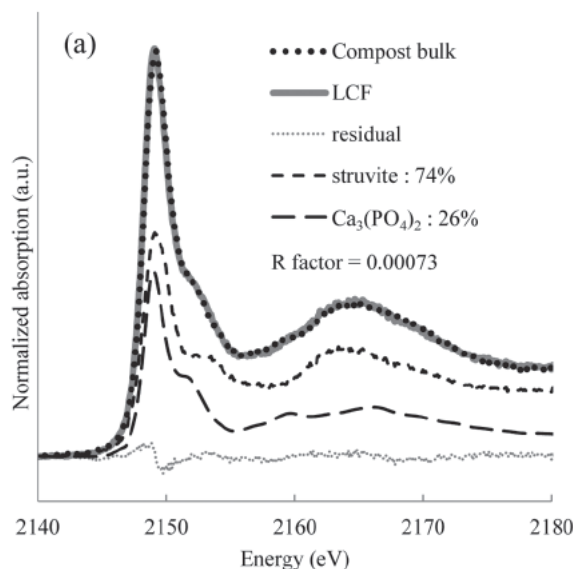 (a)
Compost bulk
LCF
residual
struvite : 74%
Ca₃(PO₄)₂ : 26%
R factor = 0.00073
Normalized absorption (a.u.)
2140 2150 2160 2170 2180
Energy (eV)